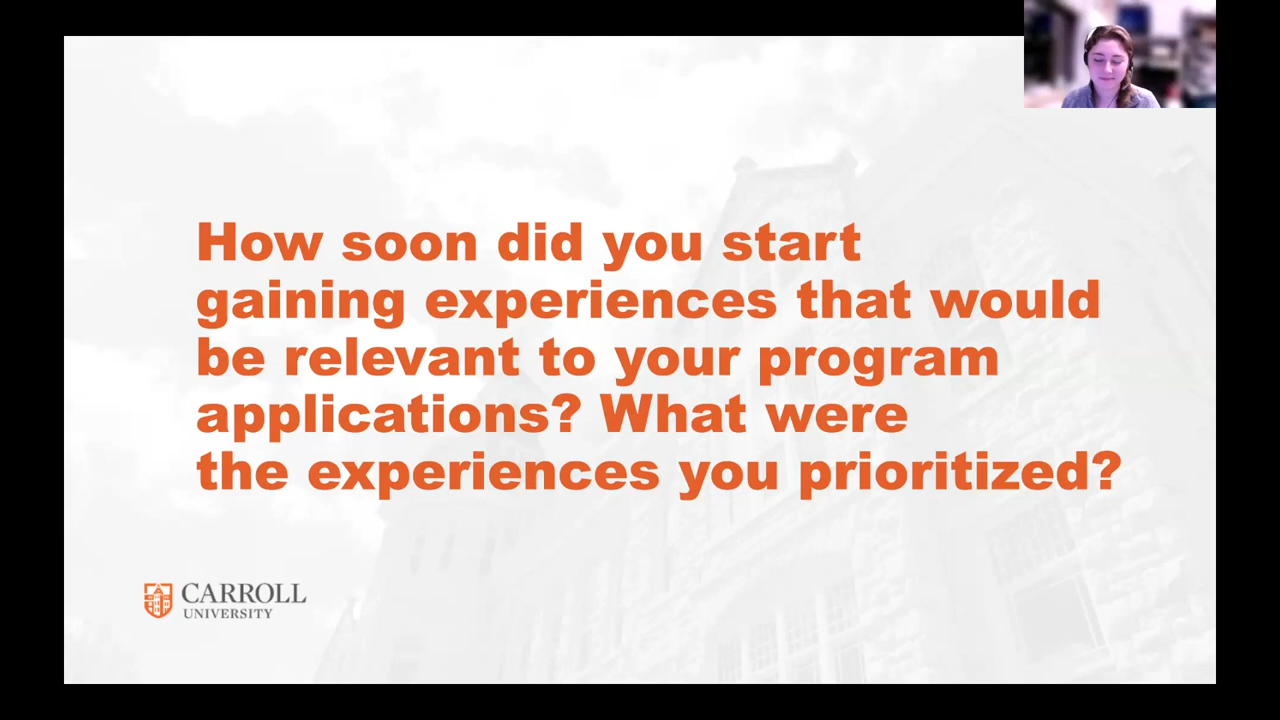 How soon did you start
gaining experiences that would
be relevant to your program
applications? What were
the experiences you prioritized?
CARROLL
UNIVERSITY